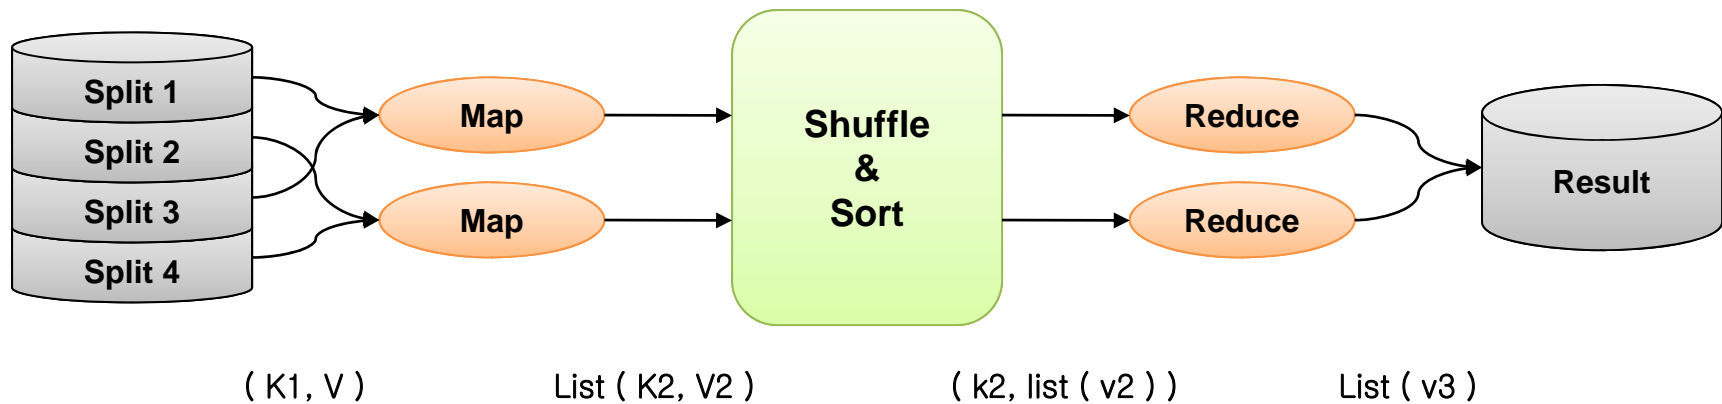 Split 1
Split 2
Split 3
Split 4
Map
Map
Shuffle
&
Sort
Reduce
Reduce
Result
( K1, V )
List ( K2, V2 )
( k2, list ( v2 ) )
List ( v3 )